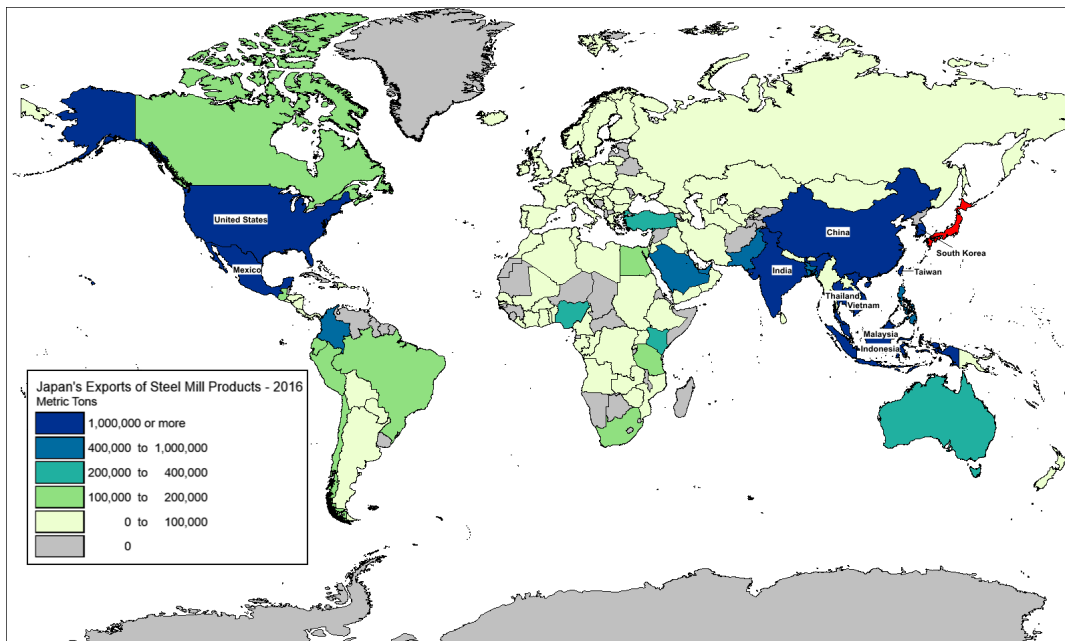 United States
Mexico
China
South Korea
India
Taiwan
Thailand
Vietnam
Malaysia
Indonesia
Japan's Exports of Steel Mill Products - 2016
Metric Tons
1,000,000 or more
400,000 to 1,000,000
200,000 to 400,000
100,000 to 200,000
0 to 100,000
0